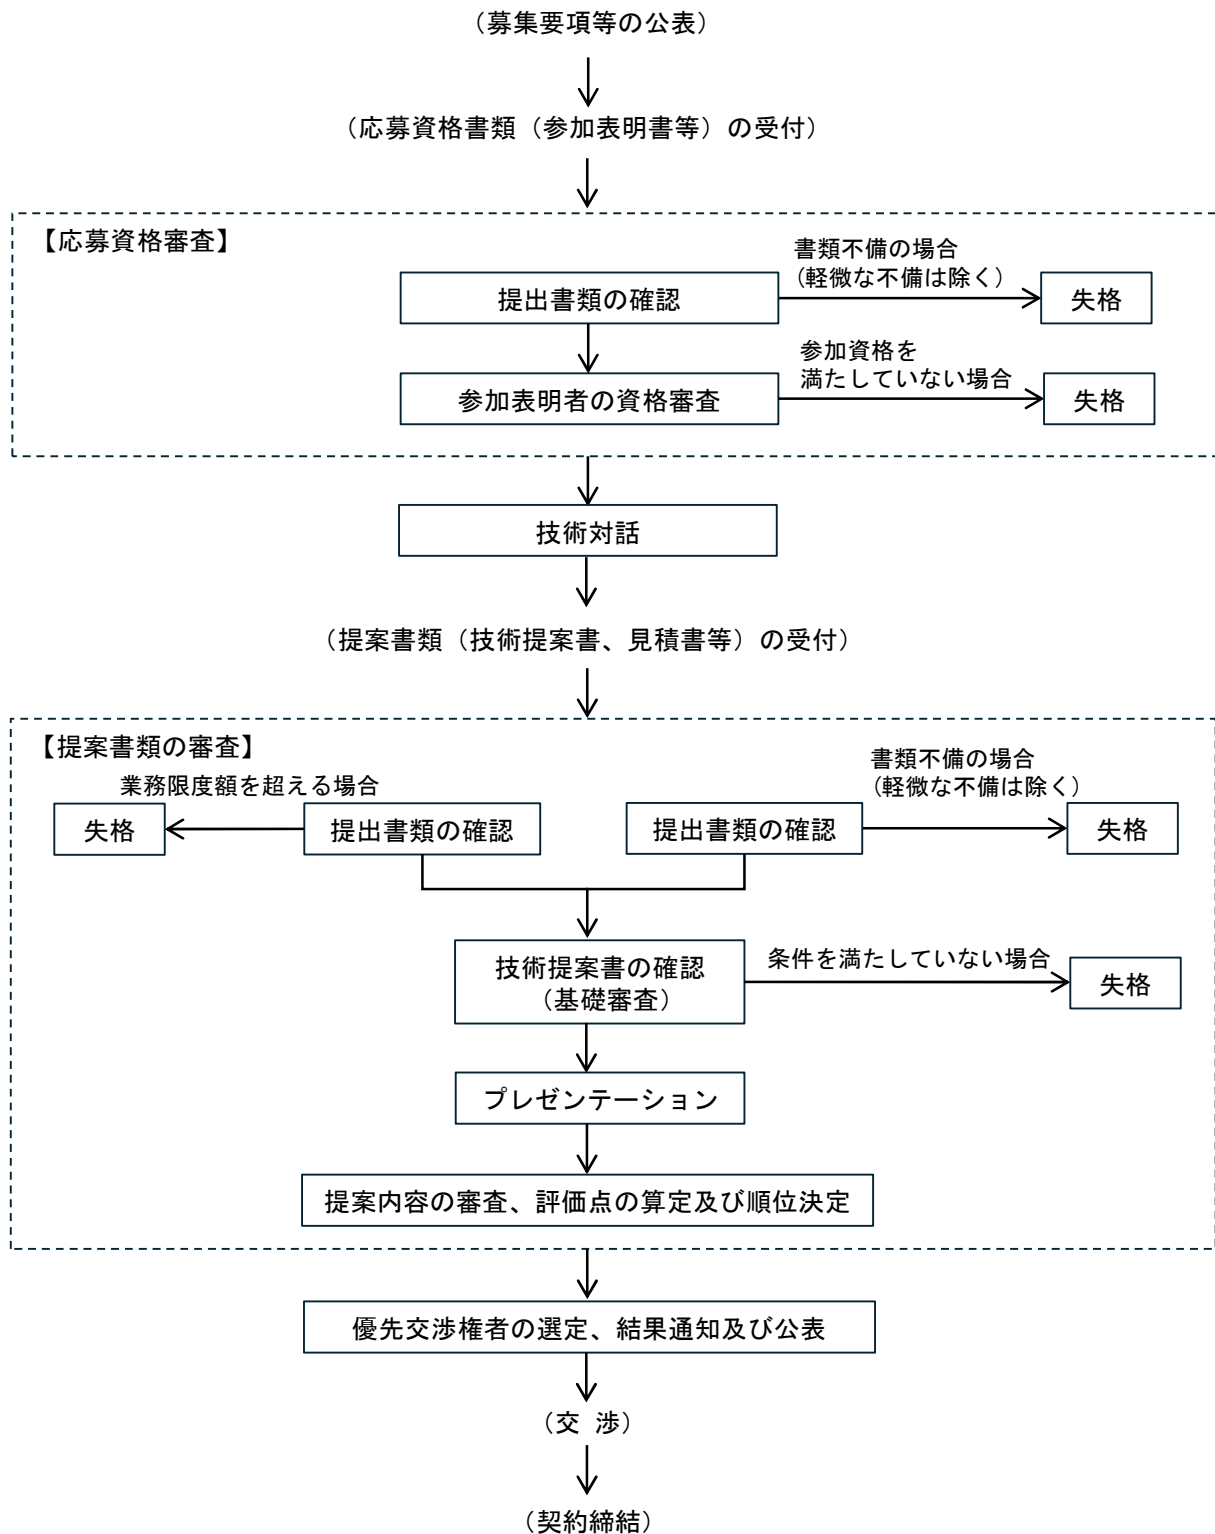 （募集要項等の公表）
（応募資格書類（参加表明書等）の受付）
【応募資格審査】
書類不備の場合
（軽微な不備は除く）
提出書類の確認
失格
参加資格を
満たしていない場合
参加表明者の資格審査
失格
技術対話
（提案書類（技術提案書、見積書等）の受付）
【提案書類の審査】
業務限度額を超える場合
書類不備の場合
（軽微な不備は除く）
失格
提出書類の確認
提出書類の確認
失格
技術提案書の確認
（基礎審査）
条件を満たしていない場合
失格
プレゼンテーション
提案内容の審査、評価点の算定及び順位決定
優先交渉権者の選定、結果通知及び公表
（交 渉）
（契約締結）